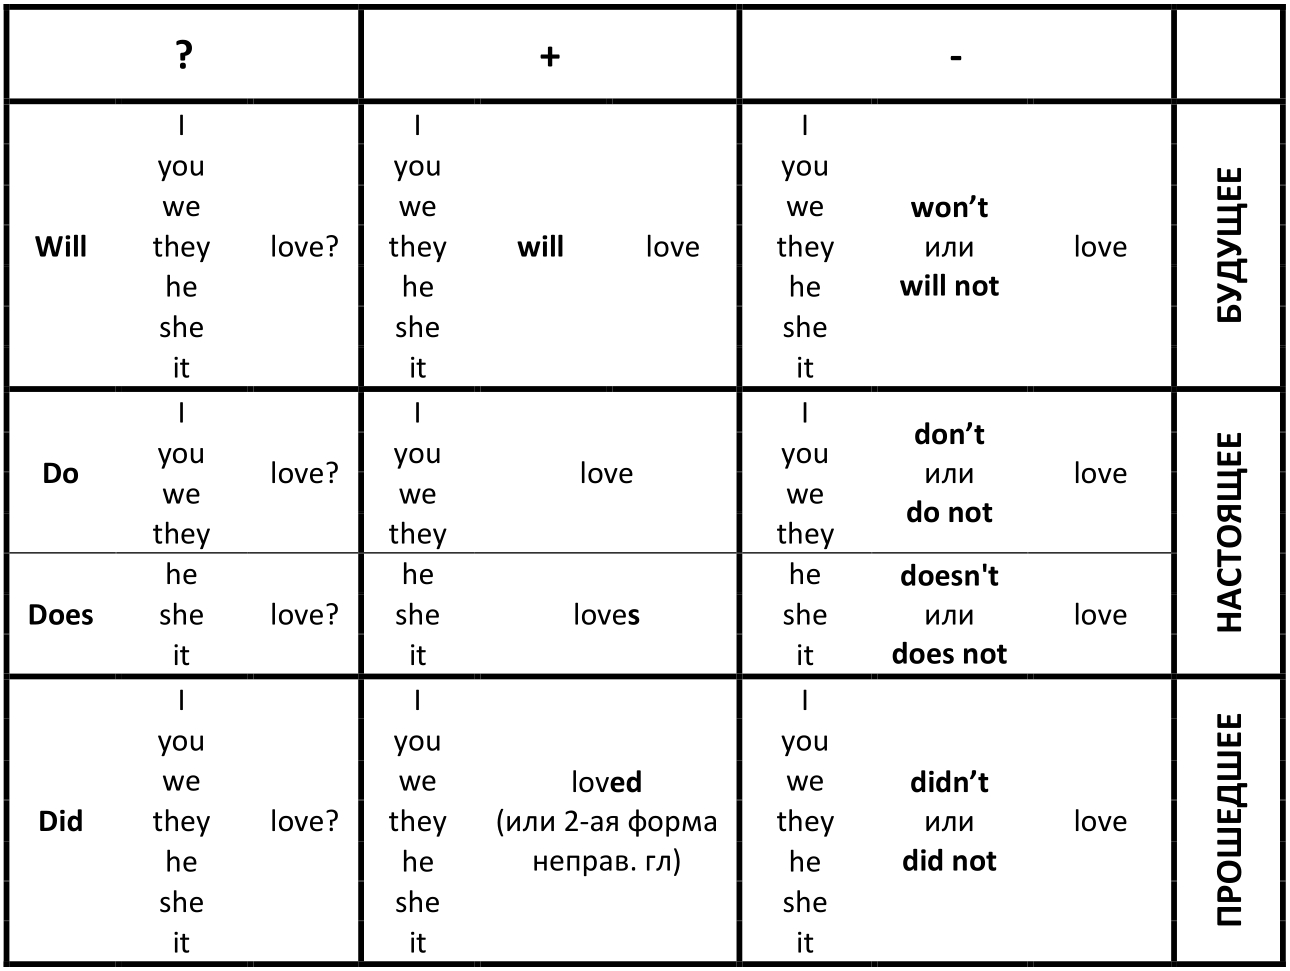 ? + -
I I I
you you you
we we won’t we
Will they love? they will love they или love
he he will not he
she she she
it it it
БУДУЩЕЕ
I I I
you you don’t you
Do love? love или love
we we do not we
they they they
he he doesn't he
Does she love? she loves she или love
it it does not it
НАСТОЯЩЕЕ
I I I
you you you
we we loved we didn’t
Did they love? they (или 2-ая форма they или love
he he неправ. гл) he did not
she she she
it it it
ПРОШЕДШЕЕ